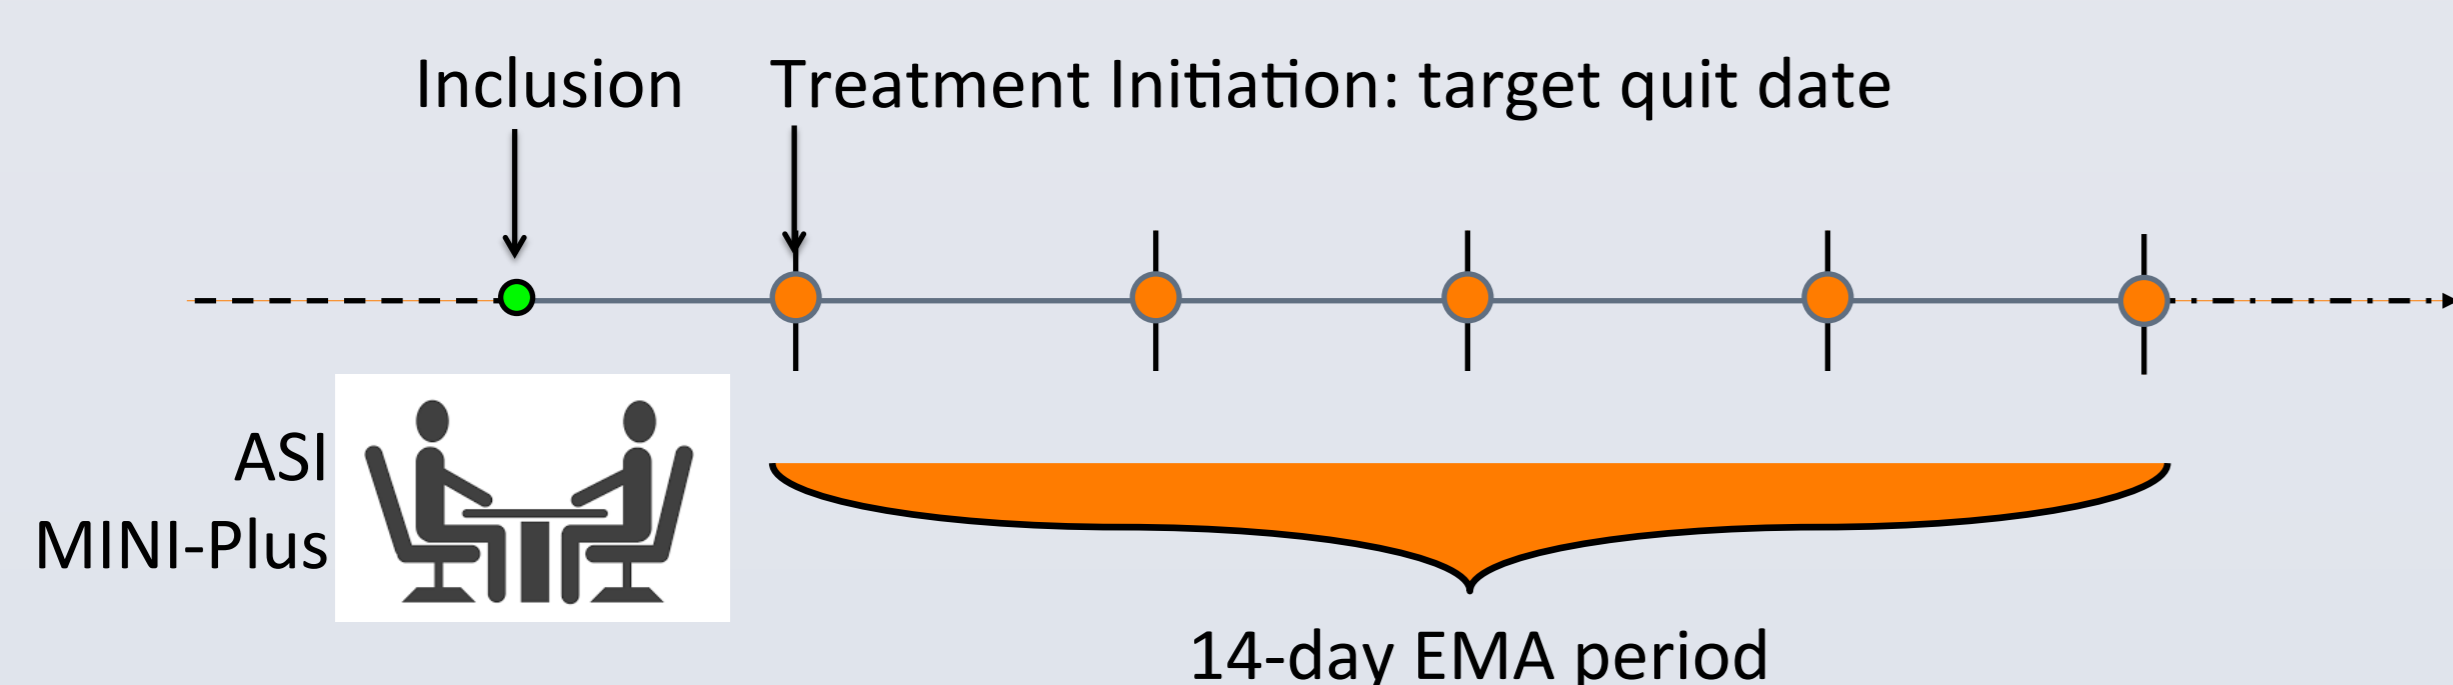 Inclusion
Treatment Initiation: target quit date
ASI
MINI-Plus
14-day EMA period